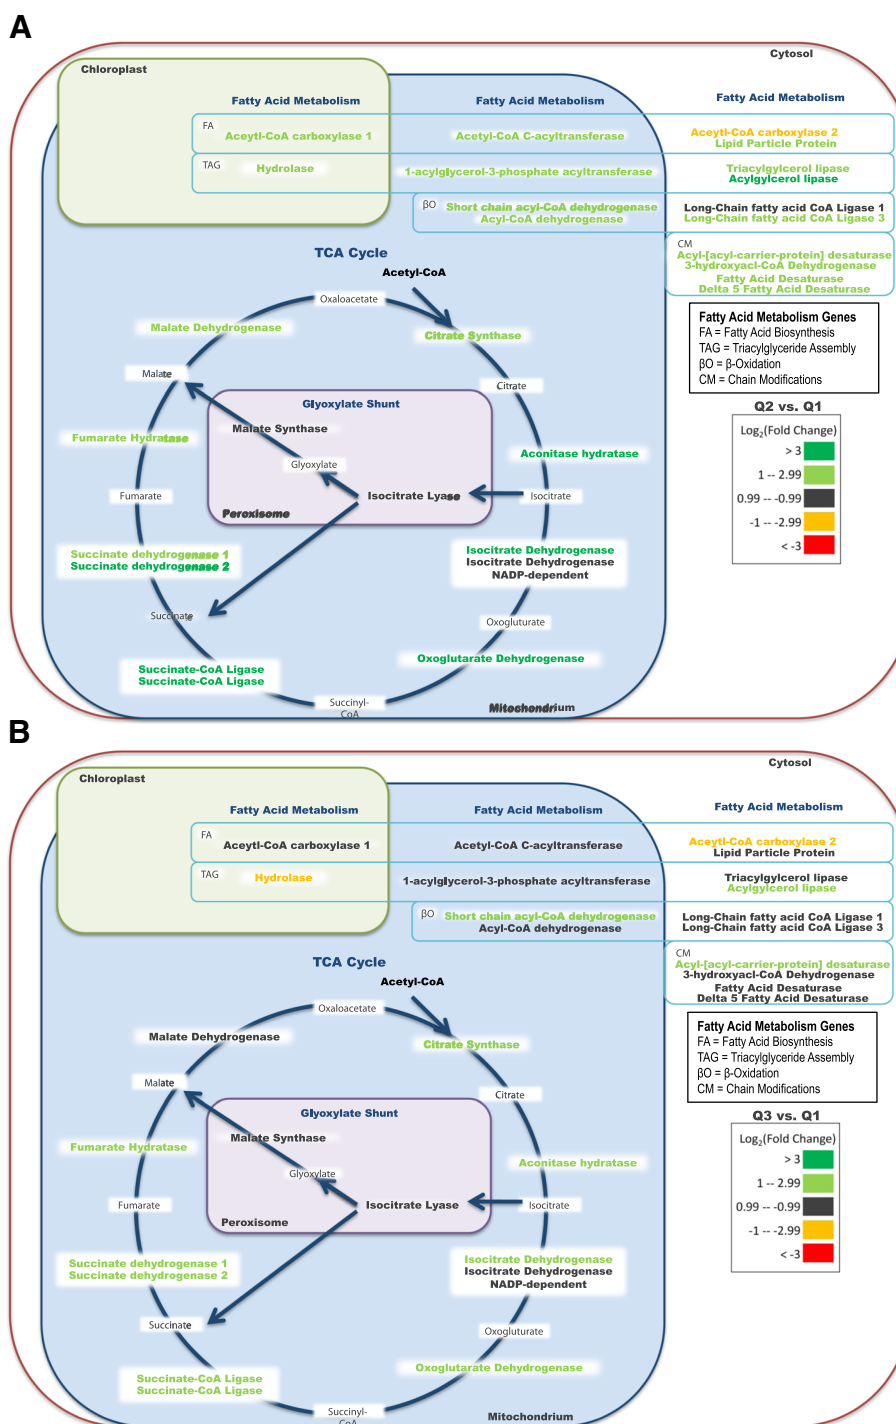 A
Cytosol
Chloroplast
Fatty Acid Metabolism
Fatty Acid Metabolism
Fatty Acid Metabolism
FA
Aceytl-CoA carboxylase 1
Acetyl-CoA C-acyltransferase
Aceytl-CoA carboxylase 2
Lipid Particle Protein
TAG
Hydrolase
1-acylglycerol-3-phosphate acyltransferase
Triacylgylcerol lipase
Acylgylcerol lipase
βO
Short chain acyl-CoA dehydrogenase
Acyl-CoA dehydrogenase
Long-Chain fatty acid CoA Ligase 1
Long-Chain fatty acid CoA Ligase 3
CM
Acyl-[acyl-carrier-protein] desaturase
3-hydroxyacl-CoA Dehydrogenase
Fatty Acid Desaturase
Delta 5 Fatty Acid Desaturase
TCA Cycle
Acetyl-CoA
Oxaloacetate
Malate Dehydrogenase
Citrate Synthase
Malate
Citrate
Glyoxylate Shunt
Malate Synthase
Fumarate Hydratase
Glyoxylate
Aconitase hydratase
Fumarate
Isocitrate Lyase
Isocitrate
Peroxisome
Succinate dehydrogenase 1
Succinate dehydrogenase 2
Isocitrate Dehydrogenase
Isocitrate Dehydrogenase
NADP-dependent
Succinate
Oxogluturate
Succinate-CoA Ligase
Succinate-CoA Ligase
Oxoglutarate Dehydrogenase
Succinyl-
CoA
Mitochondrium
Fatty Acid Metabolism Genes
FA = Fatty Acid Biosynthesis
TAG = Triacylglyceride Assembly
βO = β-Oxidation
CM = Chain Modifications
Q2 vs. Q1
Log2(Fold Change)
> 3
1 -- 2.99
0.99 -- -0.99
-1 -- -2.99
< -3
B
Cytosol
Chloroplast
Fatty Acid Metabolism
Fatty Acid Metabolism
Fatty Acid Metabolism
FA
Aceytl-CoA carboxylase 1
Acetyl-CoA C-acyltransferase
Aceytl-CoA carboxylase 2
Lipid Particle Protein
TAG
Hydrolase
1-acylglycerol-3-phosphate acyltransferase
Triacylgylcerol lipase
Acylgylcerol lipase
βO
Short chain acyl-CoA dehydrogenase
Acyl-CoA dehydrogenase
Long-Chain fatty acid CoA Ligase 1
Long-Chain fatty acid CoA Ligase 3
CM
Acyl-[acyl-carrier-protein] desaturase
3-hydroxyacl-CoA Dehydrogenase
Fatty Acid Desaturase
Delta 5 Fatty Acid Desaturase
TCA Cycle
Acetyl-CoA
Oxaloacetate
Malate Dehydrogenase
Citrate Synthase
Malate
Citrate
Glyoxylate Shunt
Malate Synthase
Fumarate Hydratase
Glyoxylate
Aconitase hydratase
Fumarate
Isocitrate Lyase
Isocitrate
Peroxisome
Succinate dehydrogenase 1
Succinate dehydrogenase 2
Isocitrate Dehydrogenase
Isocitrate Dehydrogenase
NADP-dependent
Succinate
Oxogluturate
Succinate-CoA Ligase
Succinate-CoA Ligase
Oxoglutarate Dehydrogenase
Succinyl-
CoA
Mitochondrium
Fatty Acid Metabolism Genes
FA = Fatty Acid Biosynthesis
TAG = Triacylglyceride Assembly
βO = β-Oxidation
CM = Chain Modifications
Q3 vs. Q1
Log2(Fold Change)
> 3
1 -- 2.99
0.99 -- -0.99
-1 -- -2.99
< -3